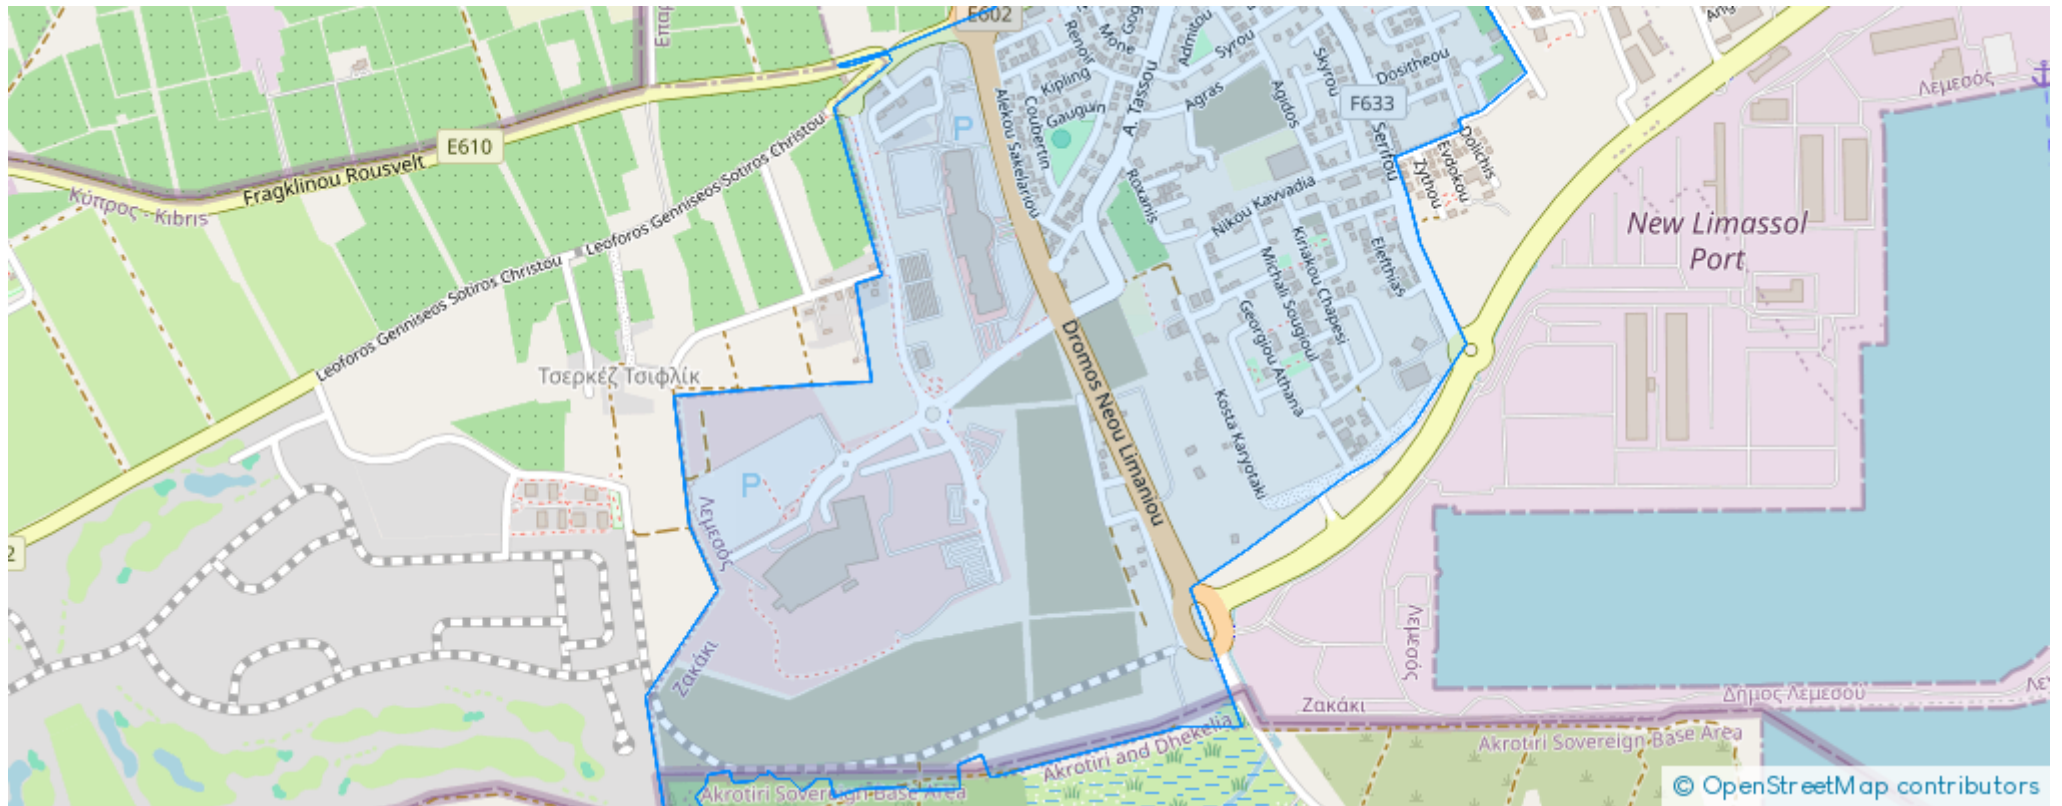 E602
Renoir
Mone
Admitou
Syrou
Skyrou
Dositheou
Λεμεσός
Kipling
Gauguin
Coubertin
Alekou Sakelariou
A. Tassou
Agras
Agidos
F633
Serifou
Dolichis
Evdokou
Zythou
E610
P
Fragklinou Rousvelt
Κύπρος - Kıbrıs
Leoforos Genniseos Sotiros Christou
Leoforos Genniseos Sotiros Christou
Roxanis
Nikou Kavvadia
Kiriakou Chapesi
Michali Sougioul
Georgiou Athana
Elefthias
New Limassol
Port
Τσερκέζ Τσιφλίκ
Dromos Neou Limaniou
Kosta Karyotaki
P
Λεμεσός
Ζακάκι
Λεμεσός
Ζακάκι
Δήμος Λεμεσού
Akrotiri and Dhekelia
Akrotiri Sovereign Base Area
Akrotiri Sovereign Base Area
© OpenStreetMap contributors